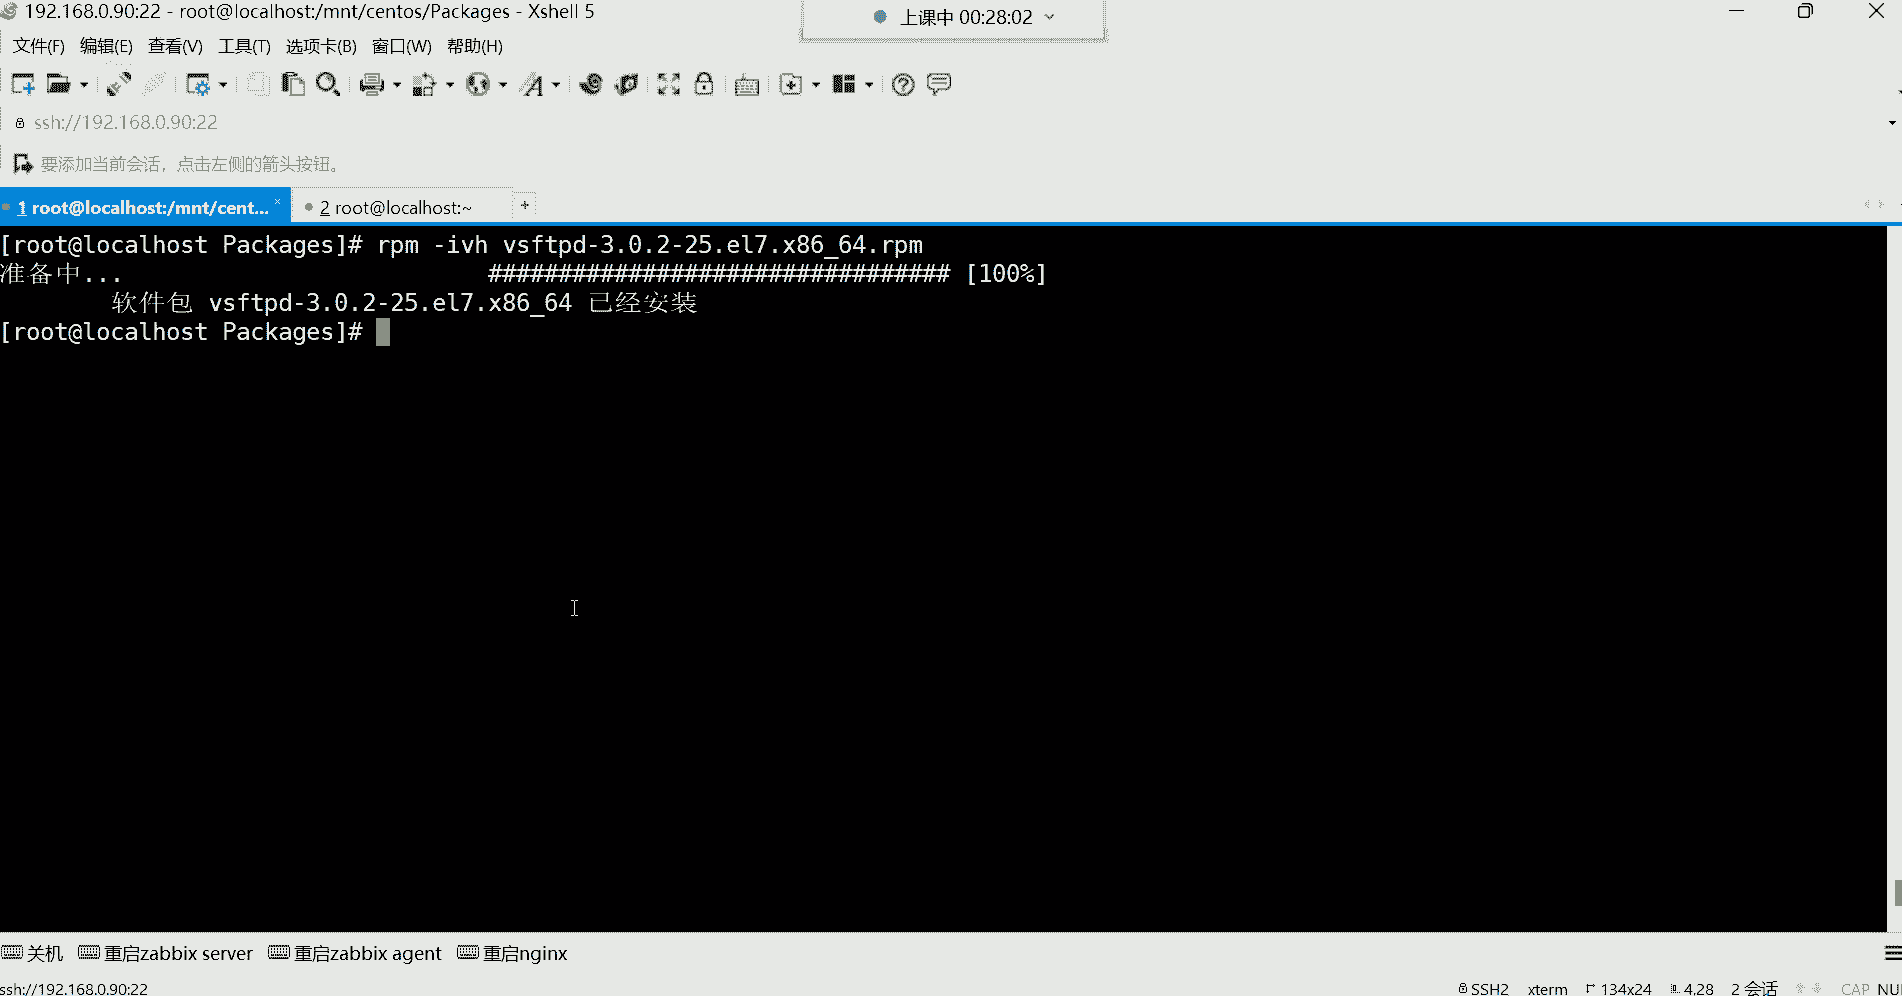 192.168.0.90:22 - root@localhost:/mnt/centos/Packages - Xshell 5
上课中 00:28:02
文件(F) 编辑(E) 查看(V) 工具(T) 选项卡(B) 窗口(W) 帮助(H)
ssh://192.168.0.90:22
要添加当前会话，点击左侧的箭头按钮。
1 root@localhost:/mnt/cent... × 2 root@localhost:~ +
[root@localhost Packages]# rpm -ivh vsftpd-3.0.2-25.el7.x86_64.rpm
准备中... ################################# [100%]
软件包 vsftpd-3.0.2-25.el7.x86_64 已经安装
[root@localhost Packages]#
关机 重启zabbix server 重启zabbix agent 重启nginx
ssh://192.168.0.90:22 SSH2 xterm 134x24 4,28 2 会话 CAP NU